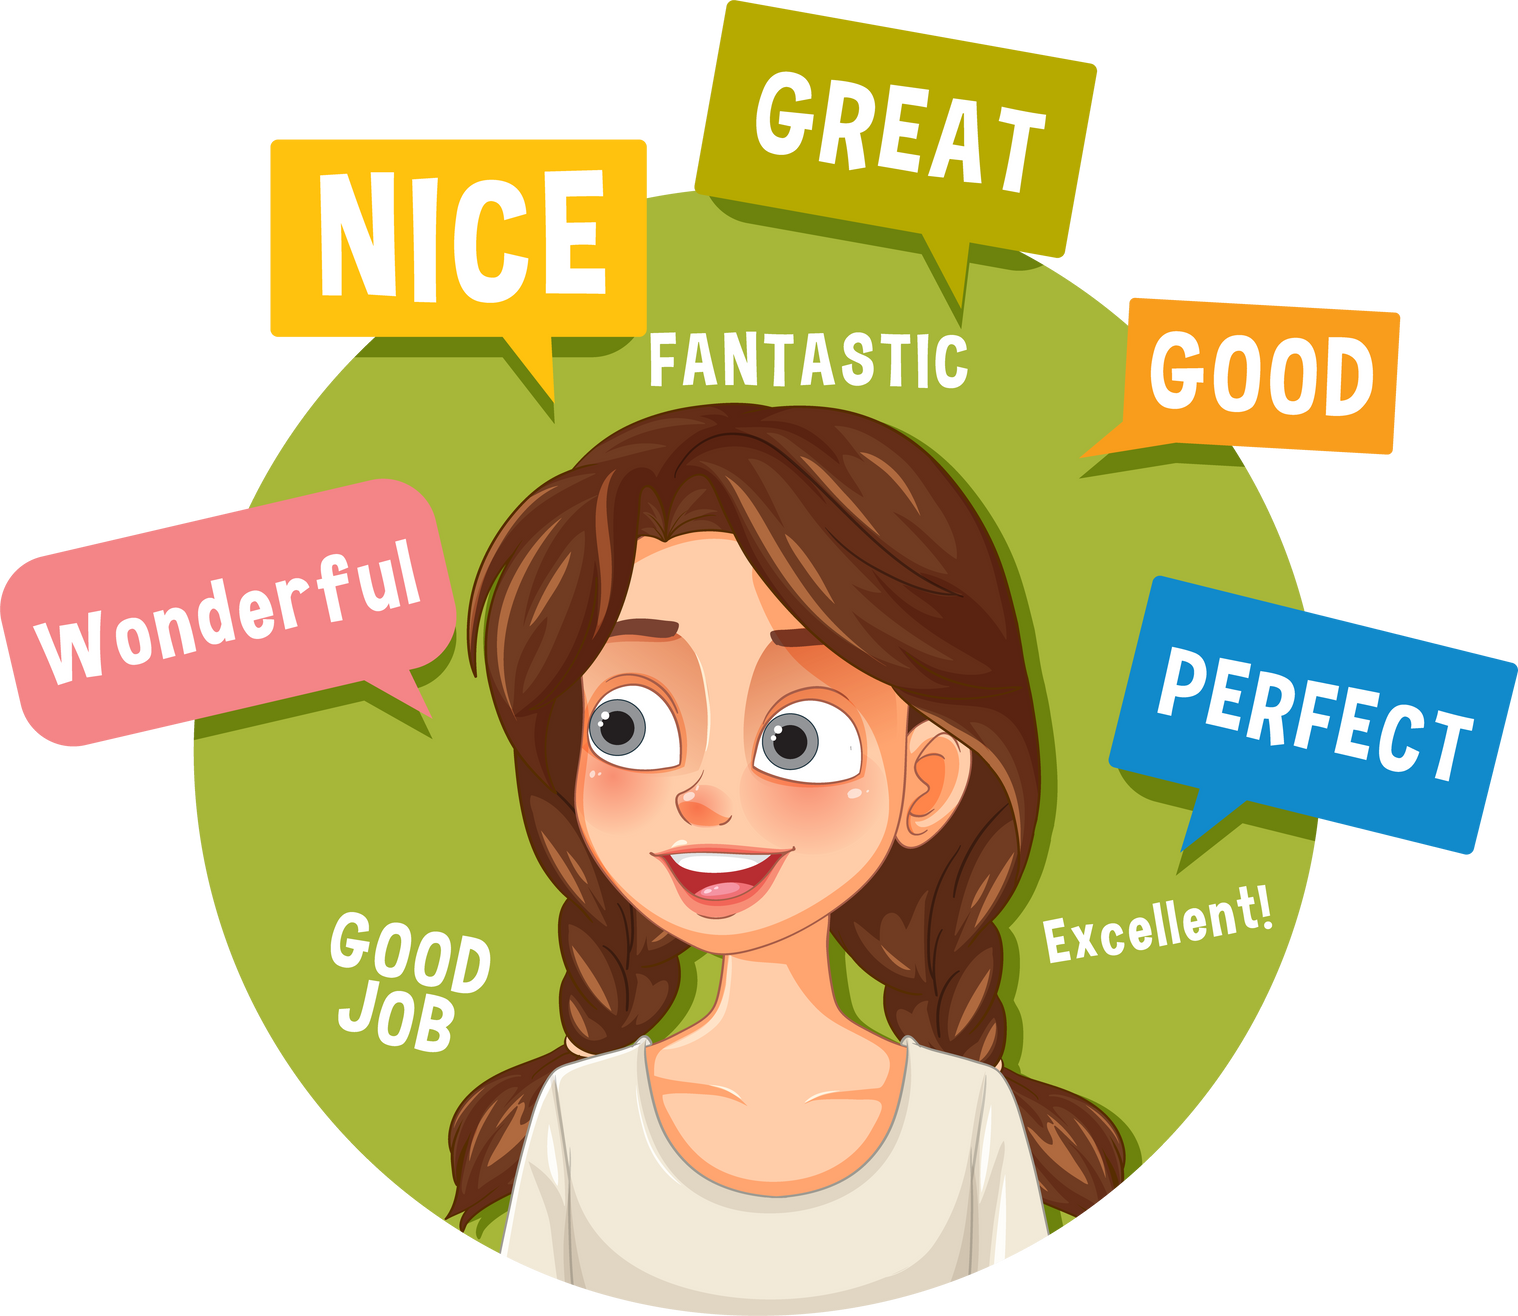 GREAT
NICE
FANTASTIC
GOOD
Wonderful
PERFECT
Excellent!
GOOD
JOB